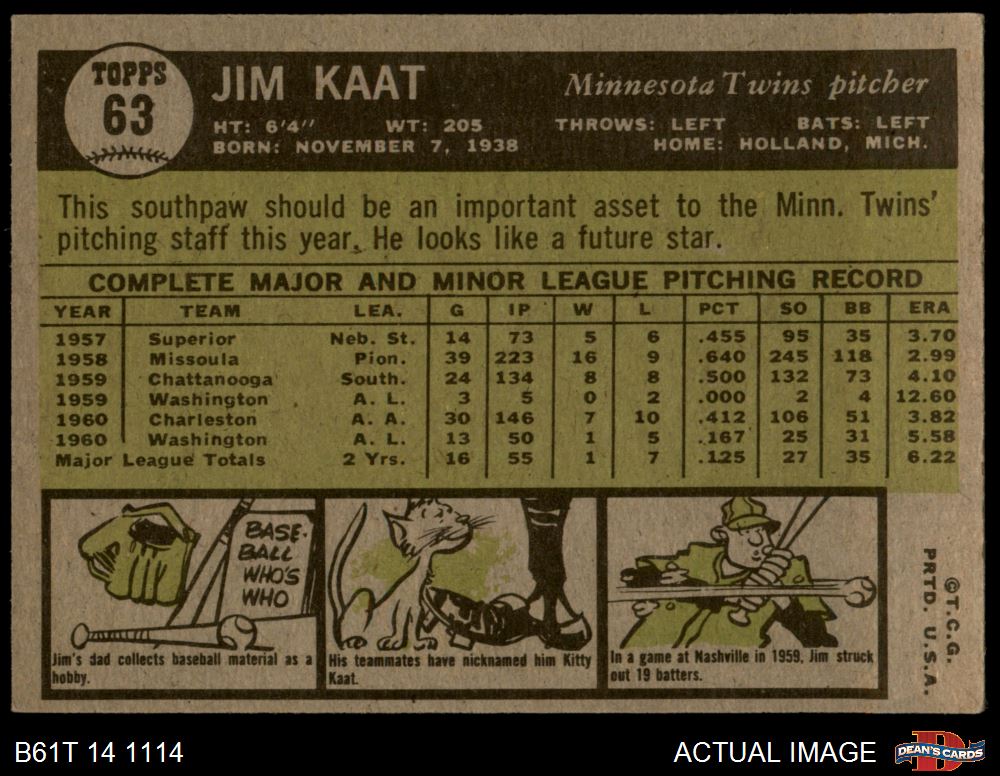 TOPPS
63
JIM KAAT
Minnesota Twins pitcher
HT: 6'4" WT: 205 THROWS: LEFT BATS: LEFT
BORN: NOVEMBER 7, 1938 HOME: HOLLAND, MICH.
This southpaw should be an important asset to the Minn. Twins'
pitching staff this year. He looks like a future star.
COMPLETE MAJOR AND MINOR LEAGUE PITCHING RECORD
YEAR TEAM LEA. G IP W L PCT SO BB ERA
1957 Superior Neb. St. 14 73 5 6 .455 95 35 3.70
1958 Missoula Pion. 39 223 16 9 .640 245 118 2.99
1959 Chattanooga South. 24 134 8 8 .500 132 73 4.10
1959 Washington A. L. 3 5 0 2 .000 2 4 12.60
1960 Charleston A. A. 30 146 7 10 .412 106 51 3.82
1960 Washington A. L. 13 50 1 5 .167 25 31 5.58
Major League Totals 2 Yrs. 16 55 1 7 .125 27 35 6.22
BASE-
BALL
WHO'S
WHO
Jim's dad collects baseball material as a
hobby.
His teammates have nicknamed him Kitty
Kaat.
In a game at Nashville in 1959, Jim struck
out 19 batters.
©T.C.G.
PRTD. U.S.A.
B61T 14 1114
ACTUAL IMAGE
DEAN'S CARDS